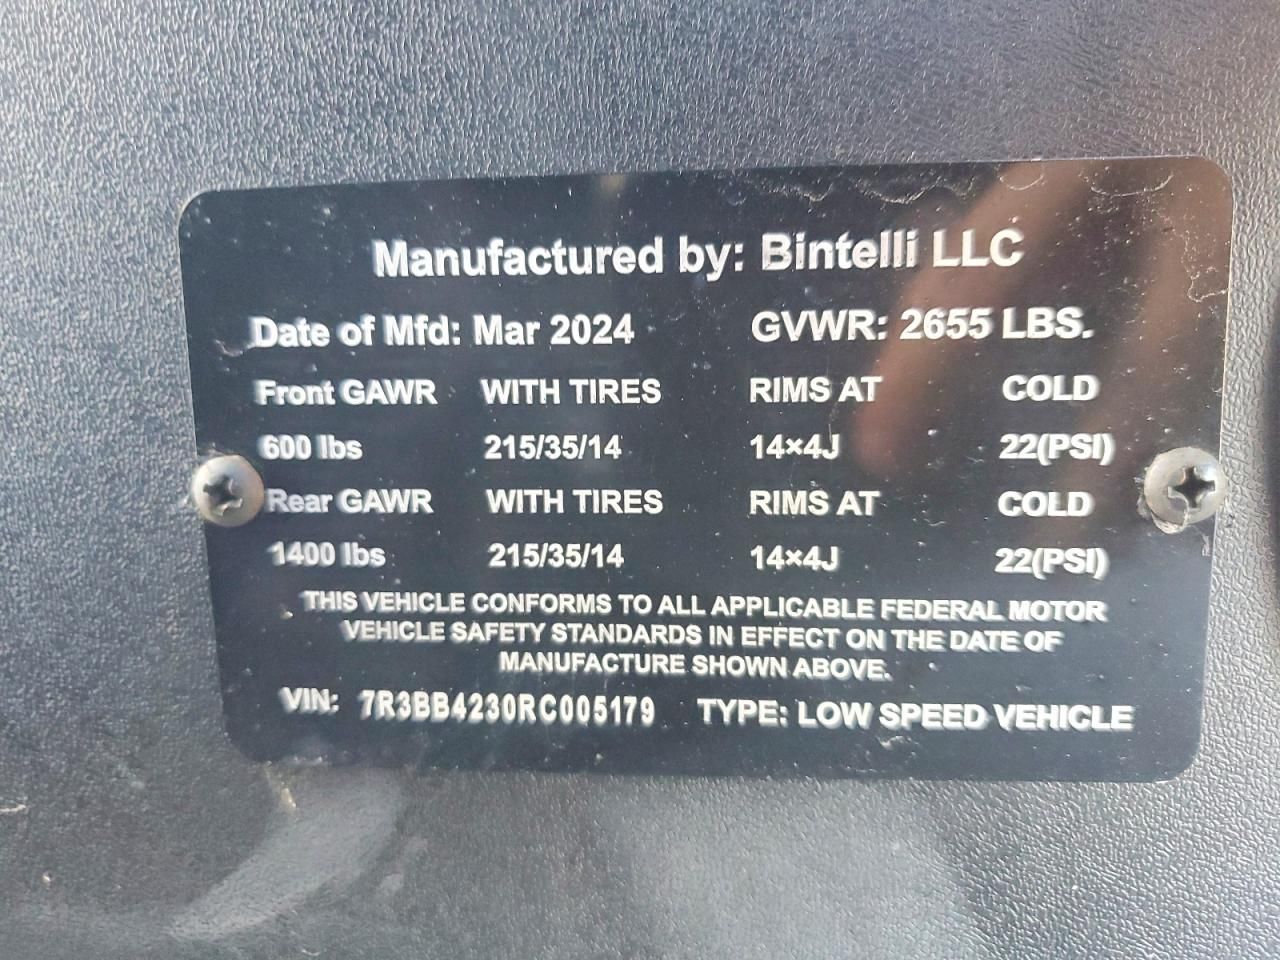 Manufactured by: Bintelli LLC
Date of Mfd: Mar 2024 GVWR: 2655 LBS.
Front GAWR WITH TIRES RIMS AT COLD
600 lbs 215/35/14 14×4J 22(PSI)
Rear GAWR WITH TIRES RIMS AT COLD
1400 lbs 215/35/14 14×4J 22(PSI)
THIS VEHICLE CONFORMS TO ALL APPLICABLE FEDERAL MOTOR
VEHICLE SAFETY STANDARDS IN EFFECT ON THE DATE OF
MANUFACTURE SHOWN ABOVE.
VIN: 7R3BB4230RC005179 TYPE: LOW SPEED VEHICLE